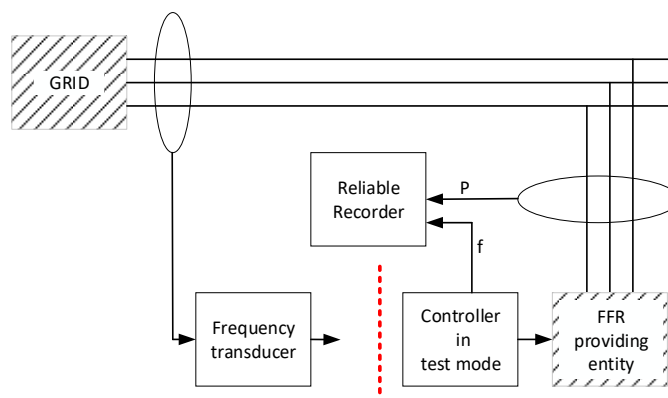 GRID
Reliable
Recorder
P
f
Frequency
transducer
Controller
in
test mode
FFR
providing
entity